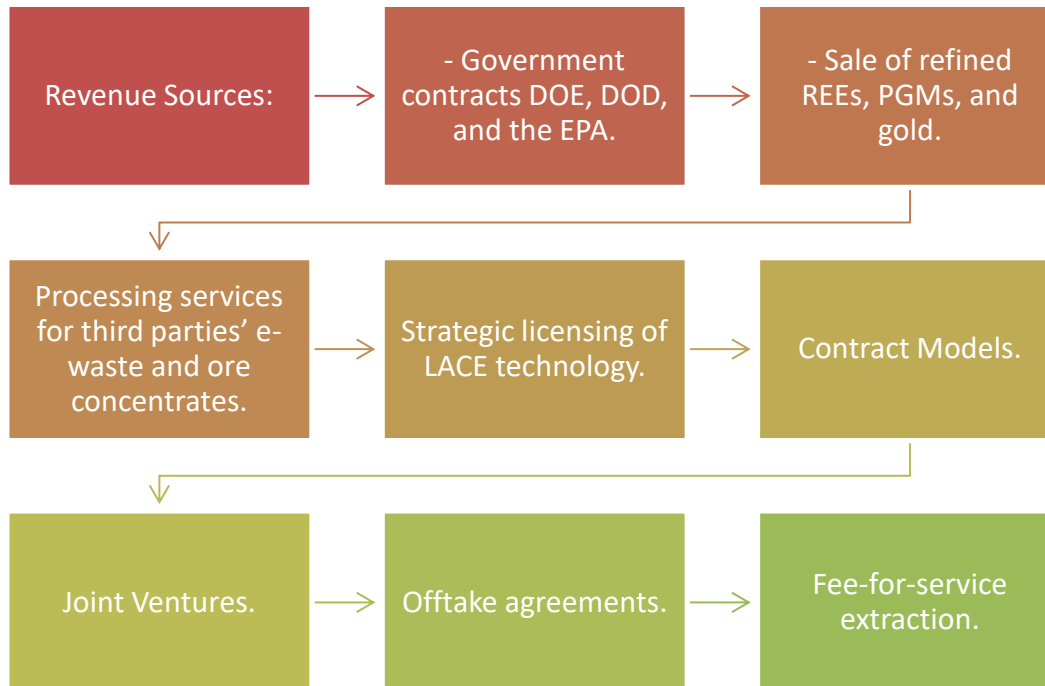 Revenue Sources:
- Government
contracts DOE, DOD,
and the EPA.
- Sale of refined
REEs, PGMs, and
gold.
Processing services
for third parties’ e-
waste and ore
concentrates.
Strategic licensing of
LACE technology.
Contract Models.
Joint Ventures.
Offtake agreements.
Fee-for-service
extraction.